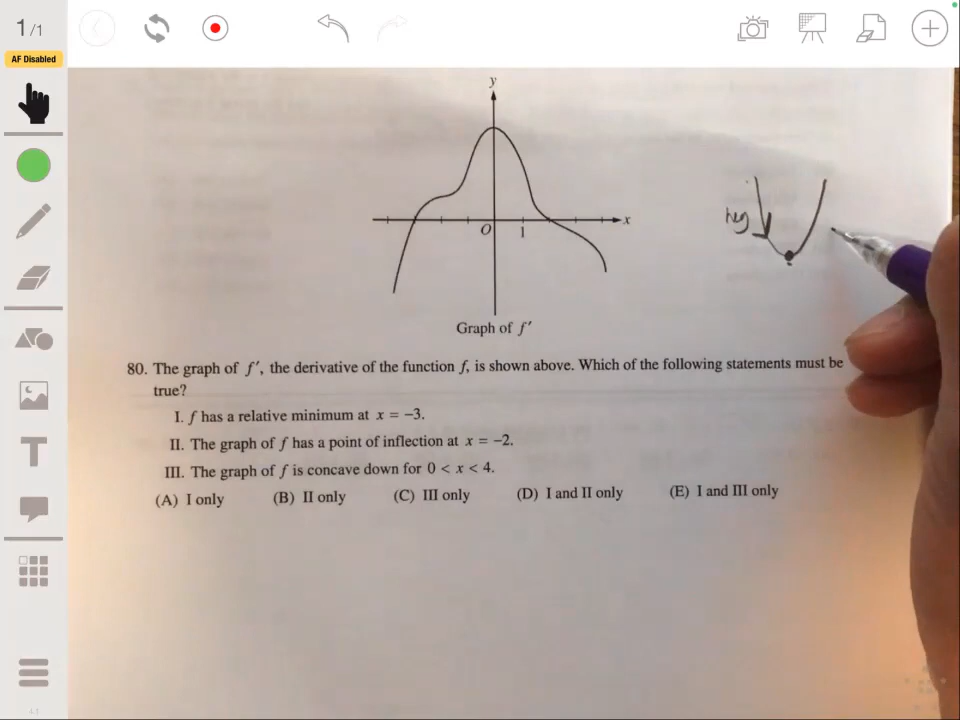 1/1
AF Disabled
y
x
O
1
neg
Graph of f′
80. The graph of f′, the derivative of the function f, is shown above. Which of the following statements must be
true?
I. f has a relative minimum at x = −3.
II. The graph of f has a point of inflection at x = −2.
III. The graph of f is concave down for 0 < x < 4.
(A) I only (B) II only (C) III only (D) I and II only (E) I and III only
T